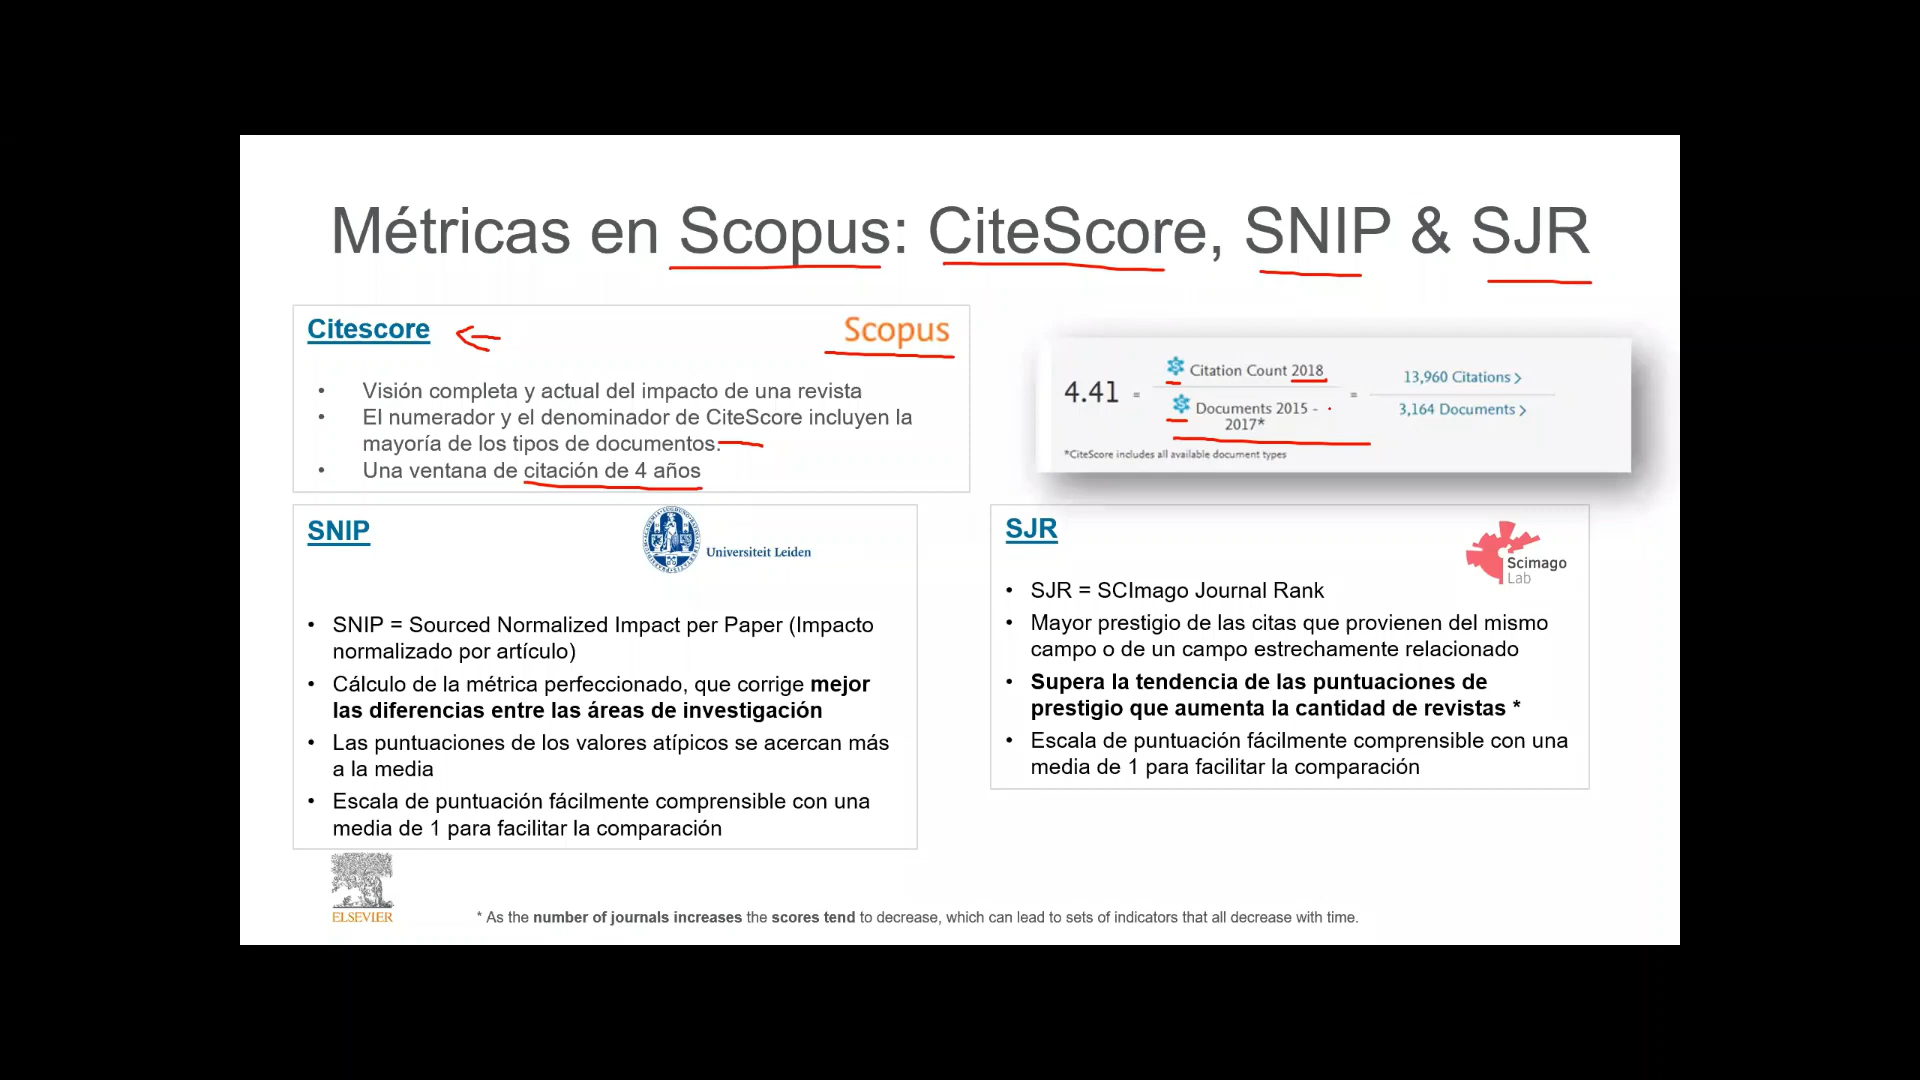 Métricas en Scopus: CiteScore, SNIP & SJR
Citescore
Scopus
• Visión completa y actual del impacto de una revista
• El numerador y el denominador de CiteScore incluyen la
mayoría de los tipos de documentos.
• Una ventana de citación de 4 años
4.41 = Citation Count 2018 = 13,960 Citations >
Documents 2015 - 3,164 Documents >
2017*
*CiteScore includes all available document types
SNIP
Universiteit Leiden
• SNIP = Sourced Normalized Impact per Paper (Impacto
normalizado por artículo)
• Cálculo de la métrica perfeccionado, que corrige mejor
las diferencias entre las áreas de investigación
• Las puntuaciones de los valores atípicos se acercan más
a la media
• Escala de puntuación fácilmente comprensible con una
media de 1 para facilitar la comparación
SJR
Scimago
Lab
• SJR = SCImago Journal Rank
• Mayor prestigio de las citas que provienen del mismo
campo o de un campo estrechamente relacionado
• Supera la tendencia de las puntuaciones de
prestigio que aumenta la cantidad de revistas *
• Escala de puntuación fácilmente comprensible con una
media de 1 para facilitar la comparación
ELSEVIER
* As the number of journals increases the scores tend to decrease, which can lead to sets of indicators that all decrease with time.